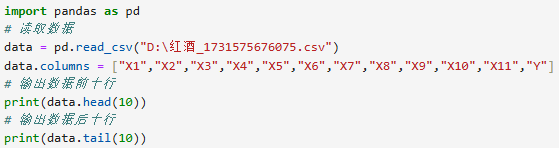 import pandas as pd
# 读取数据
data = pd.read_csv("D:\红酒_1731575676075.csv")
data.columns = ["X1","X2","X3","X4","X5","X6","X7","X8","X9","X10","X11","Y"]
# 输出数据前十行
print(data.head(10))
# 输出数据后十行
print(data.tail(10))